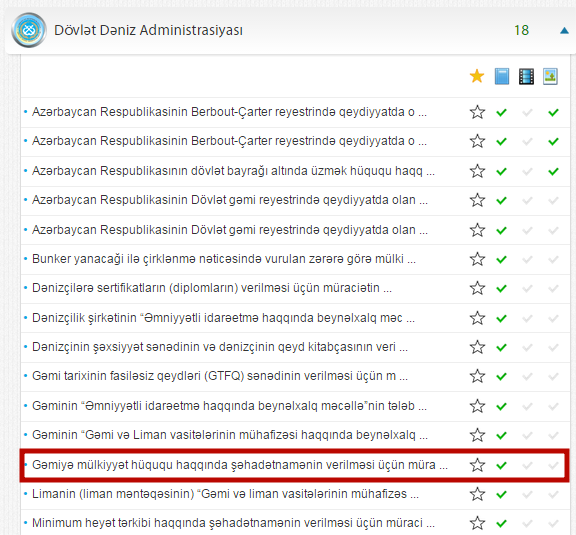 Dövlət Dəniz Administrasiyası 18
Azərbaycan Respublikasinin Berbout-Çarter reyestrində qeydiyyatda o ...
Azərbaycan Respublikasinin Berbout-Çarter reyestrində qeydiyyatda o ...
Azərbaycan Respublikasının dövlət bayrağı altında üzmək hüququ haqq ...
Azərbaycan Respublikasinin Dövlət gəmi reyestrində qeydiyyatda olan ...
Azərbaycan Respublikasinin Dövlət gəmi reyestrində qeydiyyatda olan ...
Bunker yanacaği ilə çirklənmə nəticəsində vurulan zərərə görə mülki ...
Dənizçilərə sertifikatların (diplomların) verilməsi üçün müraciətin ...
Dənizçilik şirkətinin “Əmniyyətli idarəetmə haqqında beynəlxalq məc ...
Dənizçinin şəxsiyyət sənədinin və dənizçinin qeyd kitabçasının veri ...
Gəmi tarixinin fasiləsiz qeydləri (GTFQ) sənədinin verilməsi üçün m ...
Gəminin “Əmniyyətli idarəetmə haqqında beynəlxalq məcəllə”nin tələb ...
Gəminin “Gəmi və Liman vasitələrinin mühafizəsi haqqında beynəlxalq ...
Gəmiyə mülkiyyət hüququ haqqında şəhadətnamənin verilməsi üçün müra ...
Limanin (liman məntəqəsinin) “Gəmi və liman vasitələrinin mühafizəs ...
Minimum heyət tərkibi haqqında şəhadətnamənin verilməsi üçün müraci ...